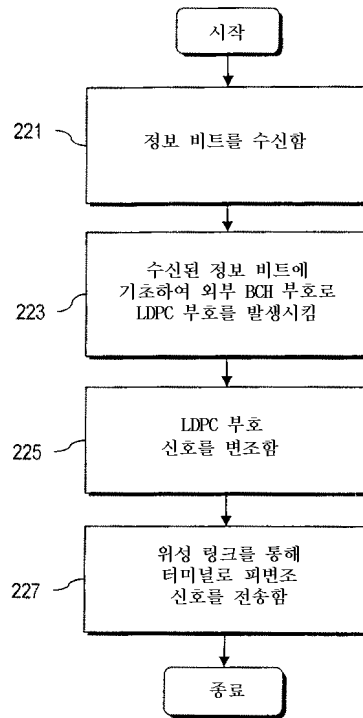 시작
221
정보 비트를 수신함
223
수신된 정보 비트에
기초하여 외부 BCH 부호로
LDPC 부호를 발생시킴
225
LDPC 부호
신호를 변조함
227
위성 링크를 통해
터미널로 피변조
신호를 전송함
종료